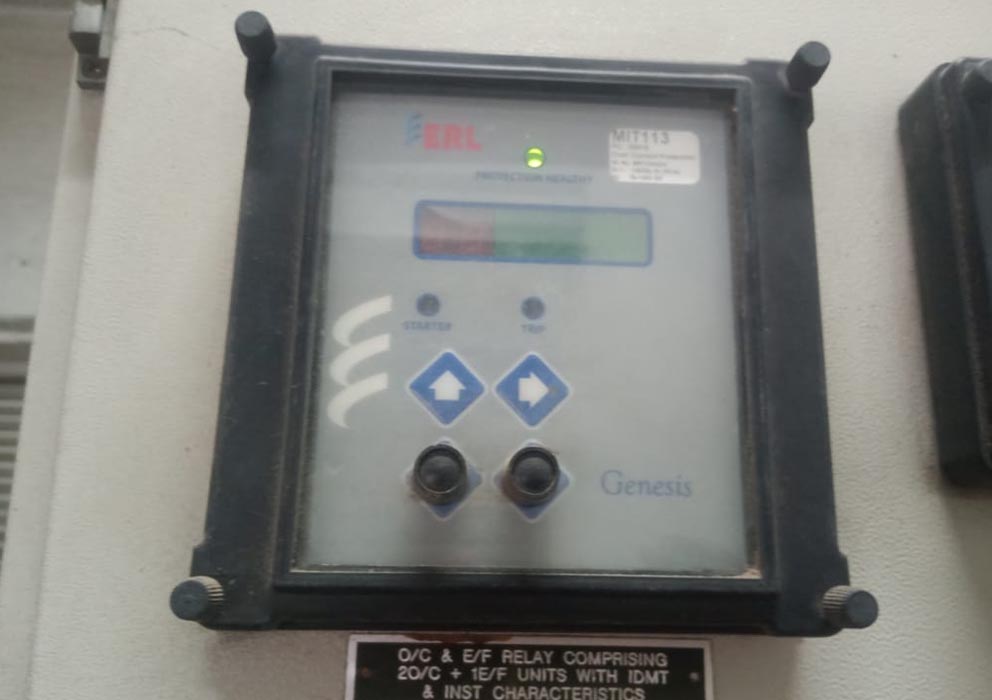 ERL
MIT113
PROTECTION HEALTHY
STARTER TRIP
Genesis
O/C & E/F RELAY COMPRISING
2O/C + 1E/F UNITS WITH IDMT
& INST CHARACTERISTICS